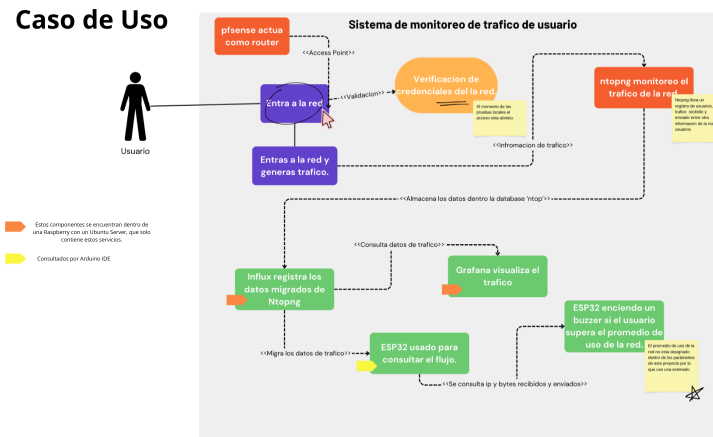 Caso de Uso
Sistema de monitoreo de trafico de usuario
pfsense actua
como router
<<Access Point>>
Verificacion de
credenciales del la red.
Al momento de las
pruebas locales el
acceso esta abierto.
ntopng monitoreo el
trafico de la red.
Ntopng lleva un
registro de usuarios,
trafico recibido y
enviado entre otra
informacion de la red
usuarios
Entra a la red
<<Validacion>>
Usuario
Entras a la red y
generas trafico.
<<Infromacion de trafico>>
<<Almacena los datos dentro la database 'ntop'>>
Estos componentes se encuentran dentro de
una Raspberry con un Ubuntu Server, que solo
contiene estos servicios.
Consultados por Arduino IDE
<<Consulta datos de trafico>>
Influx registra los
datos migrados de
Ntopng
Grafana visualiza el
trafico
ESP32 enciendo un
buzzer si el usuario
supera el promedio de
uso de la red.
El promedio de uso de la
red no esta designado
dentro de los parametros
de este proyecto por lo
que usa una estimado.
<<Migra los datos de trafico>>
ESP32 usado para
consultar el flujo.
<<Se consulta ip y bytes recibidos y enviados>>